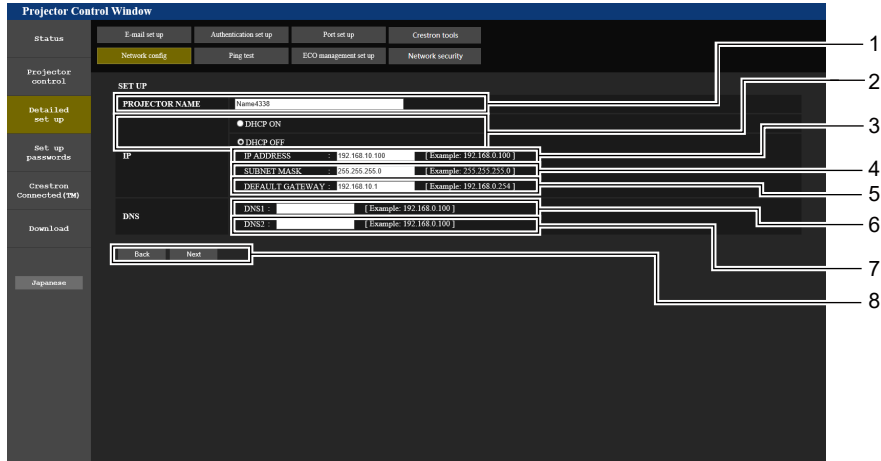 Projector Control Window
Status
Projector
control
Detailed
set up
Set up
passwords
Crestron
Connected(TM)
Download
Japanese
E-mail set up
Authentication set up
Port set up
Crestron tools
Network config
Ping test
ECO management set up
Network security
SET UP
PROJECTOR NAME Name4338
DHCP ON
DHCP OFF
IP
IP ADDRESS : 192.168.10.100 [ Example: 192.168.0.100 ]
SUBNET MASK : 255.255.255.0 [ Example: 255.255.255.0 ]
DEFAULT GATEWAY : 192.168.10.1 [ Example: 192.168.0.254 ]
DNS
DNS1 : [ Example: 192.168.0.100 ]
DNS2 : [ Example: 192.168.0.100 ]
Back Next
1
2
3
4
5
6
7
8